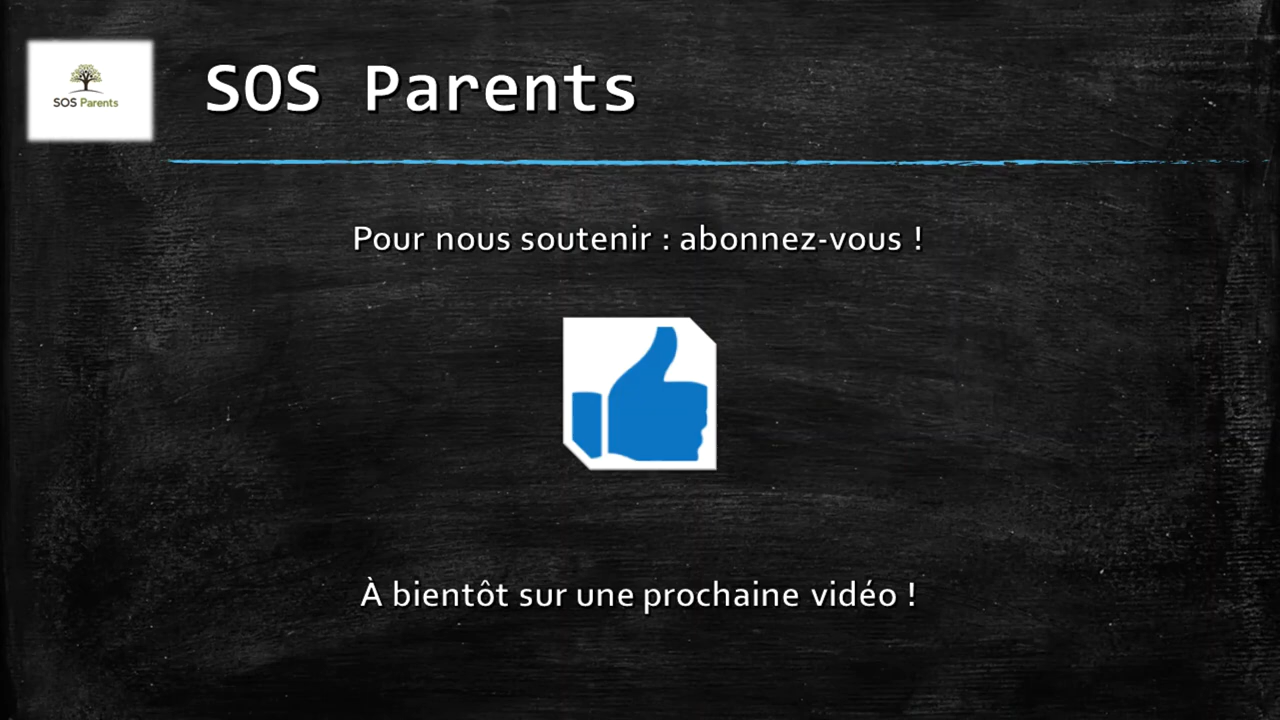 SOS Parents
SOS Parents
Pour nous soutenir : abonnez-vous !
À bientôt sur une prochaine vidéo !